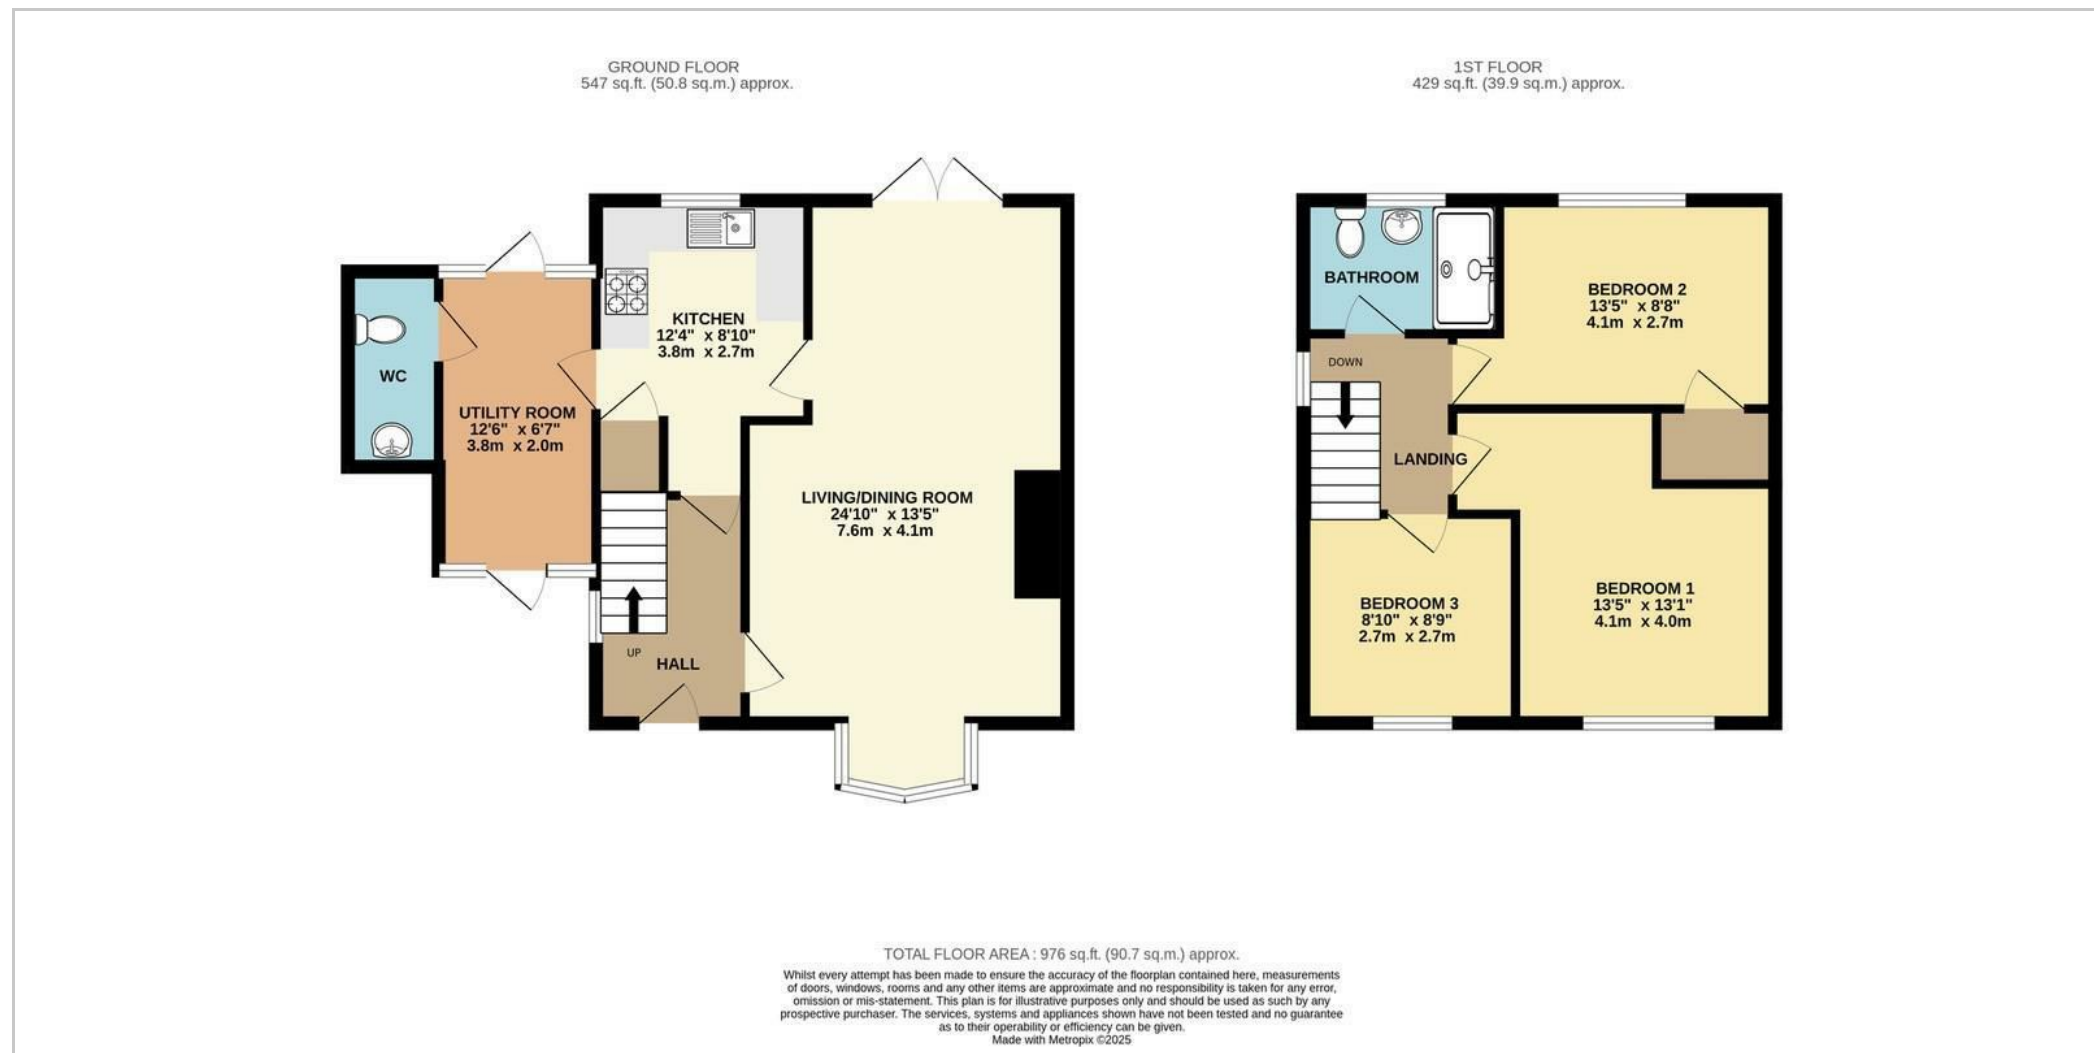 GROUND FLOOR
547 sq.ft. (50.8 sq.m.) approx.
1ST FLOOR
429 sq.ft. (39.9 sq.m.) approx.
WC
UTILITY ROOM
12'6" x 6'7"
3.8m x 2.0m
KITCHEN
12'4" x 8'10"
3.8m x 2.7m
LIVING/DINING ROOM
24'10" x 13'5"
7.6m x 4.1m
UP
HALL
BATHROOM
BEDROOM 2
13'5" x 8'8"
4.1m x 2.7m
DOWN
LANDING
BEDROOM 3
8'10" x 8'9"
2.7m x 2.7m
BEDROOM 1
13'5" x 13'1"
4.1m x 4.0m
TOTAL FLOOR AREA : 976 sq.ft. (90.7 sq.m.) approx.
Whilst every attempt has been made to ensure the accuracy of the floorplan contained here, measurements
of doors, windows, rooms and any other items are approximate and no responsibility is taken for any error,
omission or mis-statement. This plan is for illustrative purposes only and should be used as such by any
prospective purchaser. The services, systems and appliances shown have not been tested and no guarantee
as to their operability or efficiency can be given.
Made with Metropix ©2025